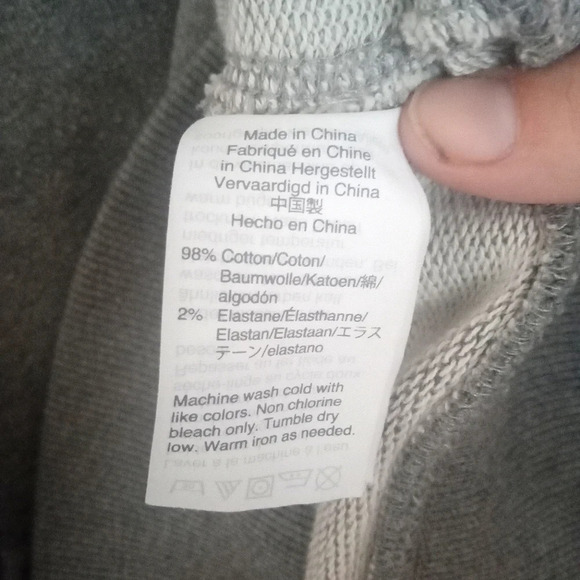 Made in China
Fabriqué en Chine
in China Hergestellt
Vervaardigd in China
中国製
Hecho en China
98% Cotton/Coton/
Baumwolle/Katoen/綿/
algodón
2% Elastane/Élasthanne/
Elastan/Elastaan/エラス
テーン/elastano
Machine wash cold with
like colors. Non chlorine
bleach only. Tumble dry
low. Warm iron as needed.